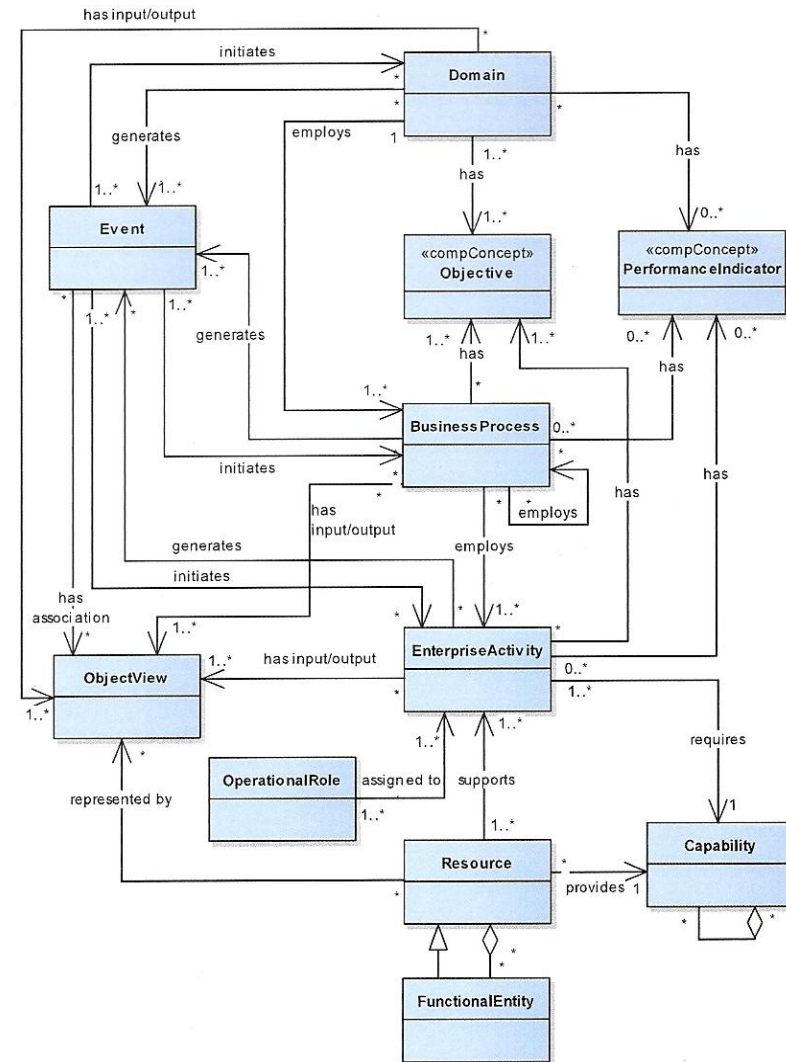 has input/output
*
initiates
Domain
*
*
*
generates
employs
1
1..*
has
has
1..*
1..*
1..*
0..*
Event
«compConcept»
Objective
«compConcept»
PerformanceIndicator
1..*
1..*
*
1..*
*
1..*
generates
1..*
has
1..*
0..*
has
0..*
*
1..*
BusinessProcess
0..*
initiates
*
*
*
*
has
input/output
*
*
employs
has
has
generates
employs
initiates
has
association
*
1..*
*
*
1..*
EnterpriseActivity
*
ObjectView
1..*
has input/output
0..*
1..*
*
1..*
*
1..*
1..*
requires
OperationalRole
assigned to
supports
represented by
1..*
1..*
1
Resource
*
Capability
*
provides
1
*
*
*
*
FunctionalEntity